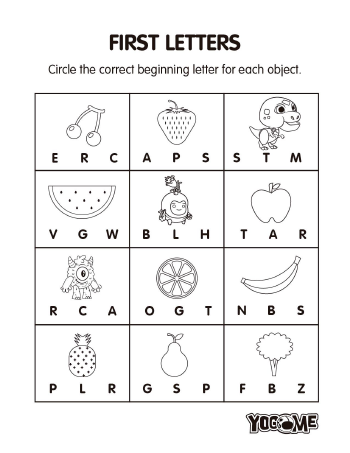 FIRST LETTERS
Circle the correct beginning letter for each object.
E R C
A P S
S T M
V G W
B L H
T A R
R C A
O G T
N B S
P L R
G S P
F B Z
YOGOME